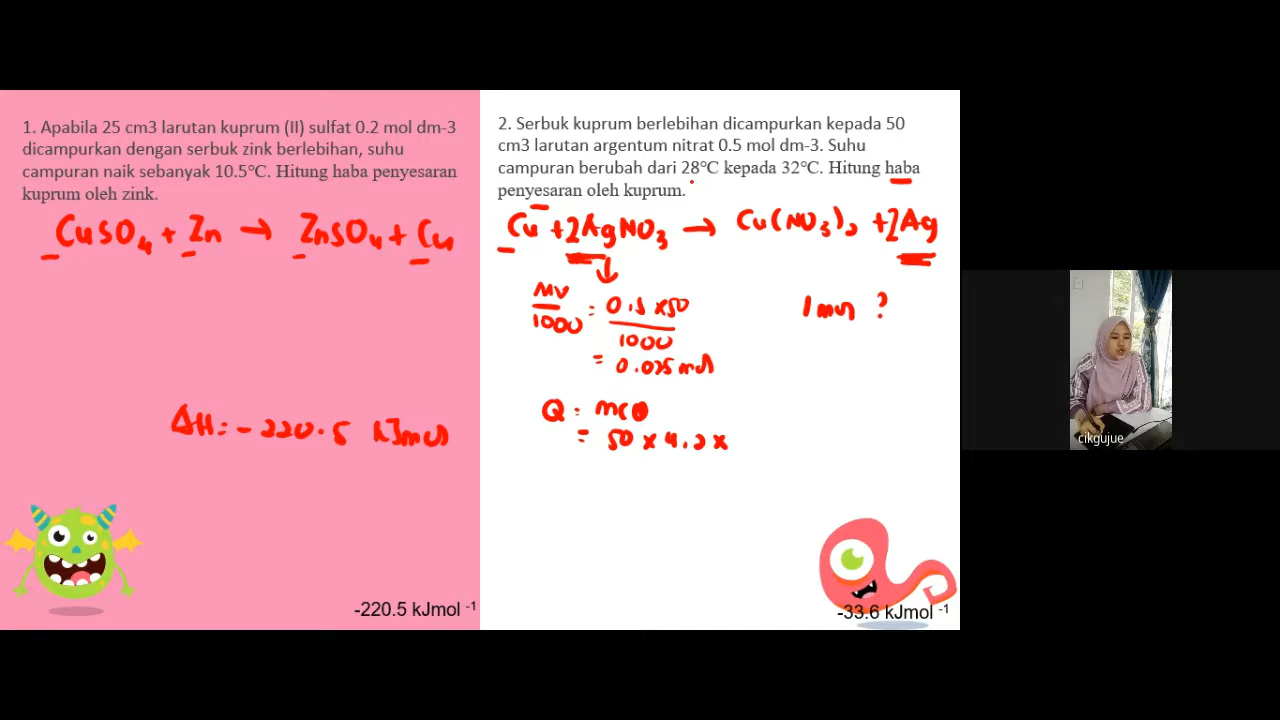 1. Apabila 25 cm3 larutan kuprum (II) sulfat 0.2 mol dm-3
dicampurkan dengan serbuk zink berlebihan, suhu
campuran naik sebanyak 10.5°C. Hitung haba penyesaran
kuprum oleh zink.
CuSO4 + Zn → ZnSO4 + Cu
ΔH = - 220.5 kJmol
-220.5 kJmol -1
2. Serbuk kuprum berlebihan dicampurkan kepada 50
cm3 larutan argentum nitrat 0.5 mol dm-3. Suhu
campuran berubah dari 28°C kepada 32°C. Hitung haba
penyesaran oleh kuprum.
Cu + 2AgNO3 → Cu(NO3)2 + 2Ag
MV/1000 = 0.5 x 50/1000
1 mol ?
= 0.025 mol
Q = mcθ
= 50 x 4.2 x
-33.6 kJmol -1
cikgujue